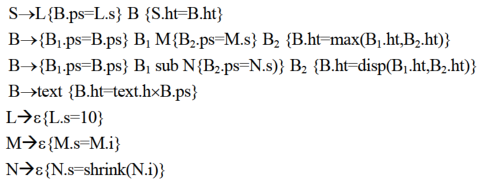 S→L{B.ps=L.s} B {S.ht=B.ht}
B→{B₁.ps=B.ps} B₁ M{B₂.ps=M.s} B₂ {B.ht=max(B₁.ht,B₂.ht)}
B→{B₁.ps=B.ps} B₁ sub N{B₂.ps=N.s)} B₂ {B.ht=disp(B₁.ht,B₂.ht)}
B→text {B.ht=text.h×B.ps}
L→ε{L.s=10}
M→ε{M.s=M.i}
N→ε{N.s=shrink(N.i)}